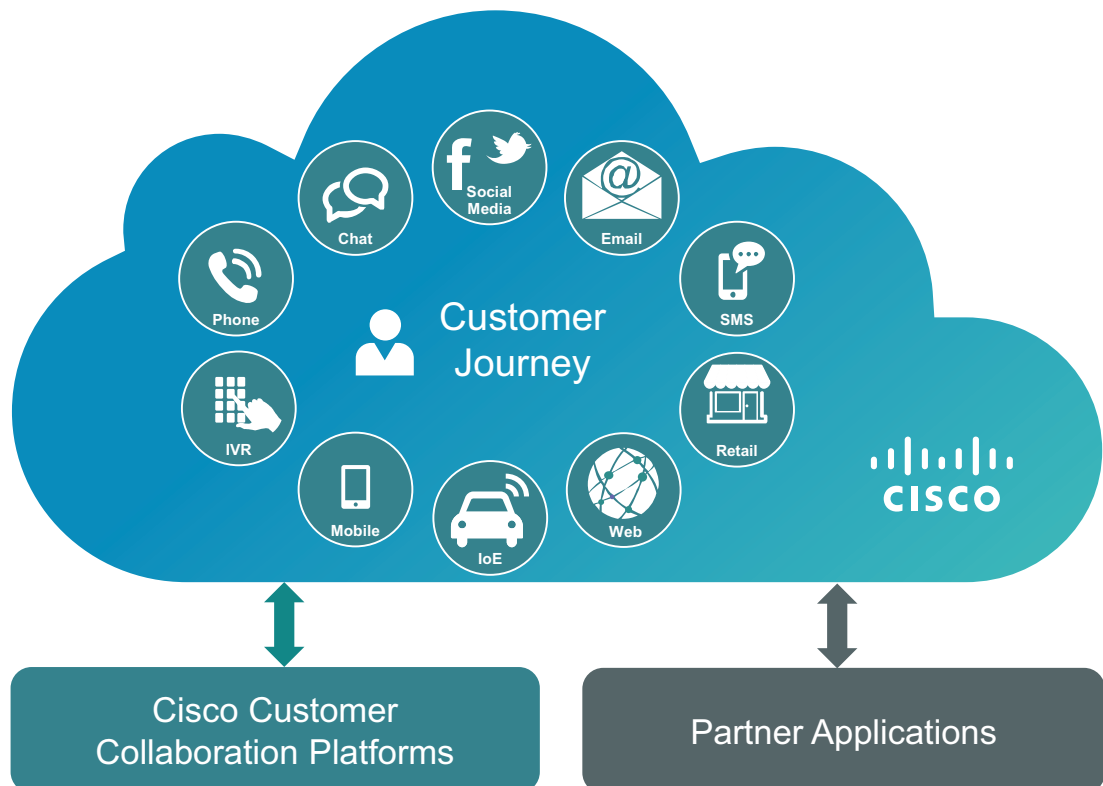 Social
Media
Chat
Email
Phone
SMS
Customer
Journey
IVR
Retail
Mobile
Web
IoE
CISCO
Cisco Customer
Collaboration Platforms
Partner Applications